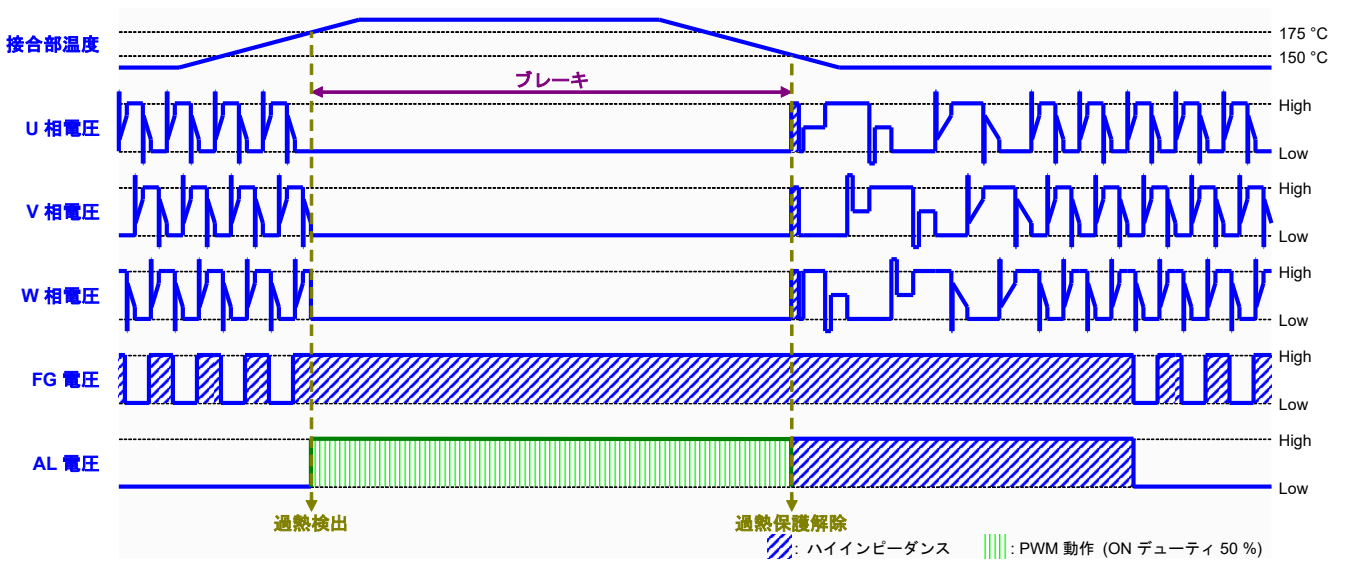 接合部温度
175 °C
150 °C
ブレーキ
U 相電圧
High
Low
V 相電圧
High
Low
W 相電圧
High
Low
FG 電圧
High
Low
AL 電圧
High
Low
過熱検出
過熱保護解除
: ハイインピーダンス
: PWM 動作 (ON デューティ 50 %)